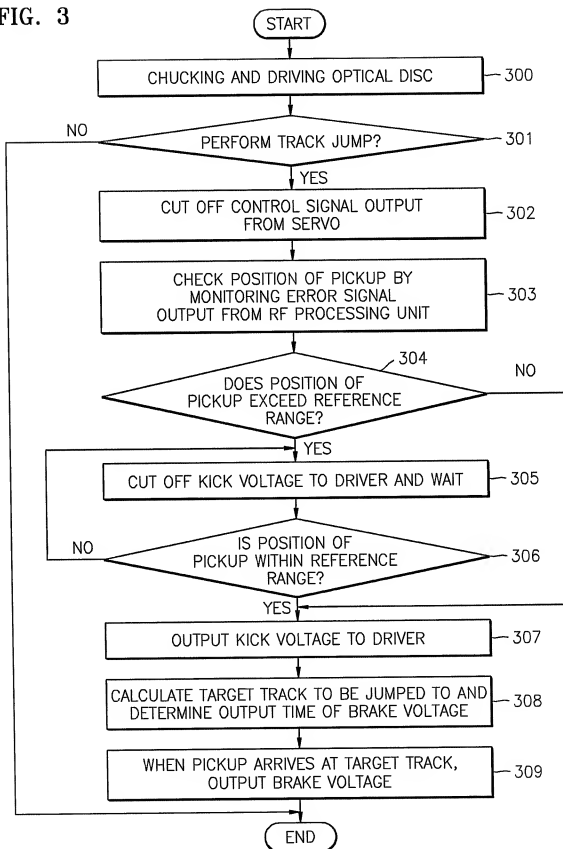 FIG. 3
START
CHUCKING AND DRIVING OPTICAL DISC
300
NO
PERFORM TRACK JUMP?
301
YES
CUT OFF CONTROL SIGNAL OUTPUT
FROM SERVO
302
CHECK POSITION OF PICKUP BY
MONITORING ERROR SIGNAL
OUTPUT FROM RF PROCESSING UNIT
303
304
NO
DOES POSITION OF
PICKUP EXCEED REFERENCE
RANGE?
YES
CUT OFF KICK VOLTAGE TO DRIVER AND WAIT
305
NO
IS POSITION OF
PICKUP WITHIN REFERENCE
RANGE?
306
YES
OUTPUT KICK VOLTAGE TO DRIVER
307
CALCULATE TARGET TRACK TO BE JUMPED TO AND
DETERMINE OUTPUT TIME OF BRAKE VOLTAGE
308
WHEN PICKUP ARRIVES AT TARGET TRACK,
OUTPUT BRAKE VOLTAGE
309
END